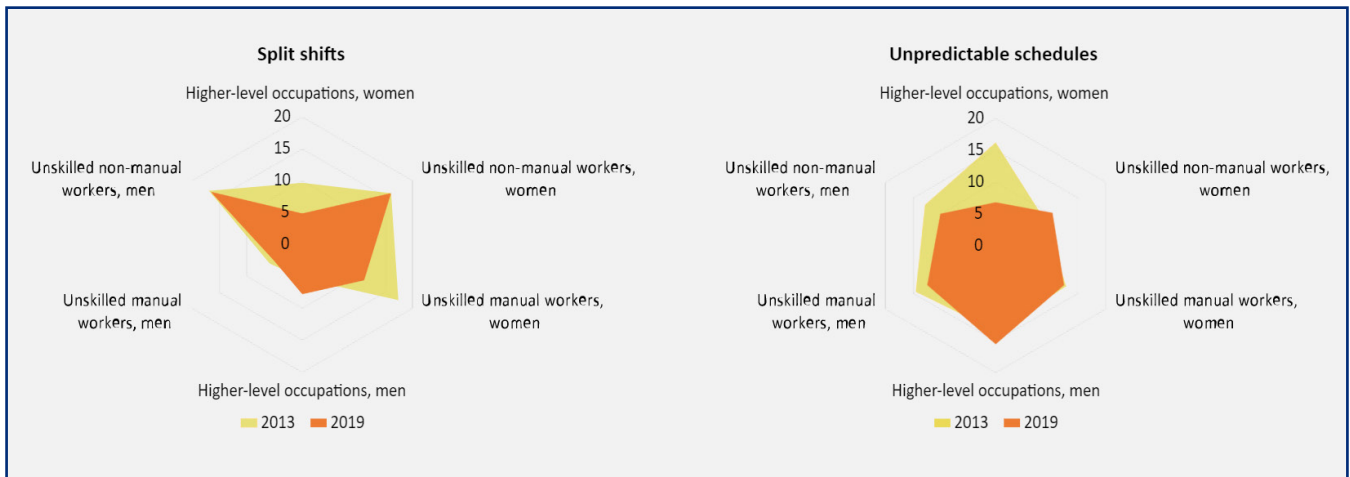 Split shifts
Higher-level occupations, women
20
15
10
5
0
Unskilled non-manual
workers, men
Unskilled non-manual workers,
women
Unskilled manual
workers, men
Unskilled manual workers,
women
Higher-level occupations, men
2013 2019
Unpredictable schedules
Higher-level occupations, women
20
15
10
5
0
Unskilled non-manual
workers, men
Unskilled non-manual workers,
women
Unskilled manual
workers, men
Unskilled manual workers,
women
Higher-level occupations, men
2013 2019